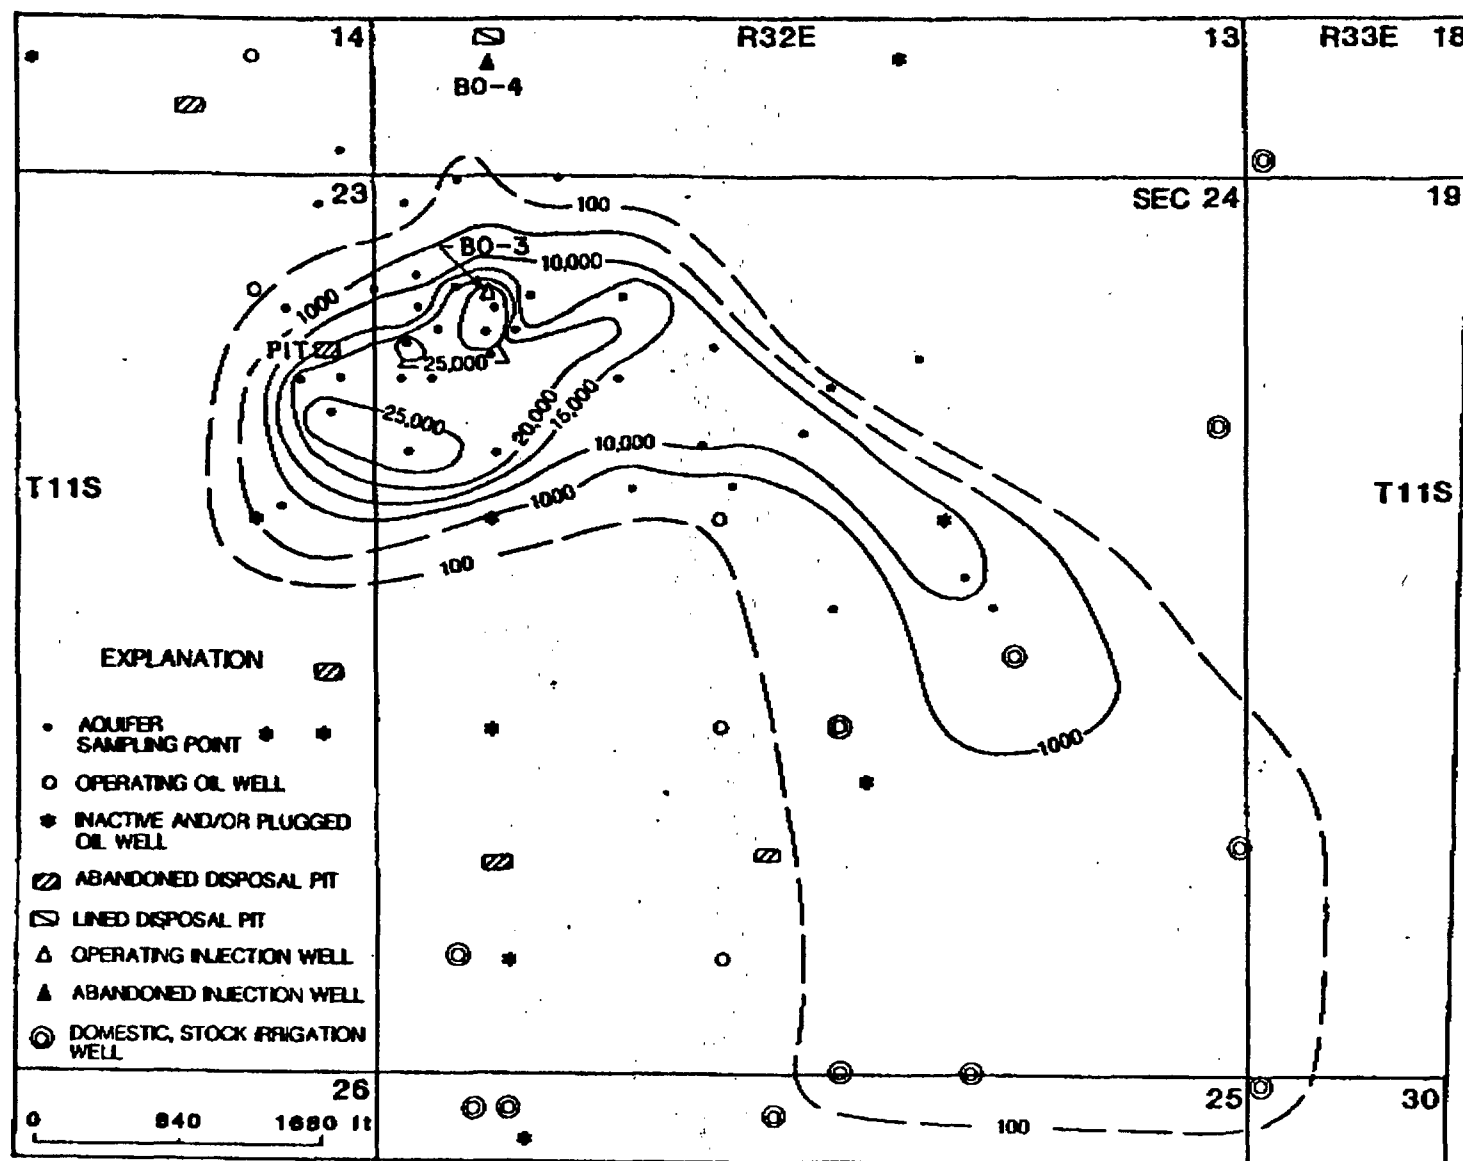 14 R32E 13 R33E 18
BO-4
23 SEC 24 19
100
BO-3
10,000
1000
PIT
25,000
25,000
20,000
15,000
10,000
T11S T11S
1000
100
EXPLANATION
AQUIFER
SAMPLING POINT
OPERATING OIL WELL
INACTIVE AND/OR PLUGGED
OIL WELL
ABANDONED DISPOSAL PIT
LINED DISPOSAL PIT
OPERATING INJECTION WELL
ABANDONED INJECTION WELL
DOMESTIC, STOCK IRRIGATION
WELL
1000
26 25 30
0 840 1680 ft
100